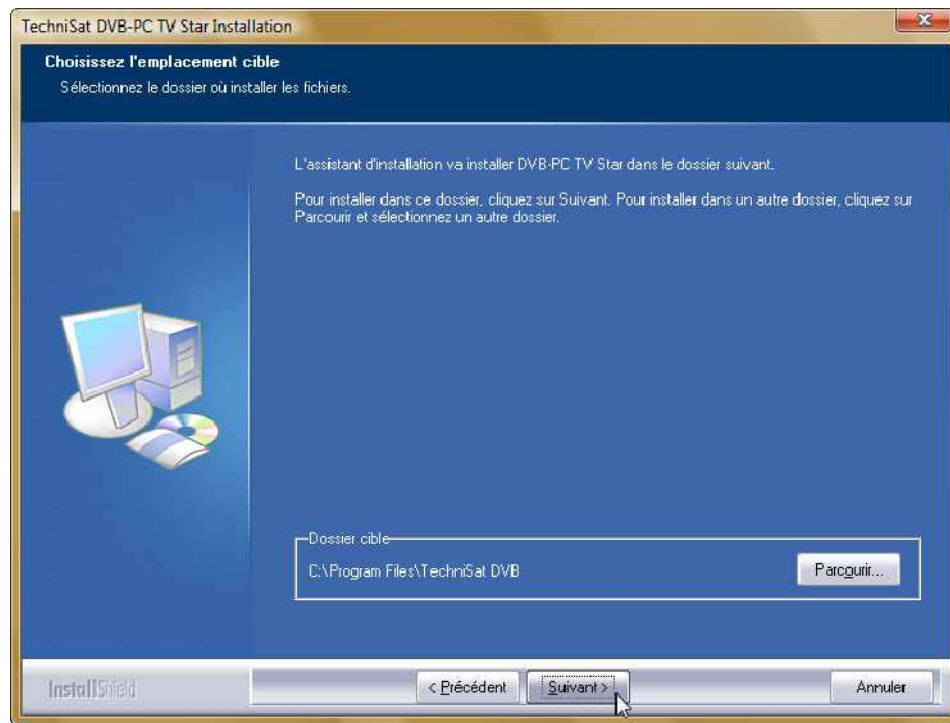 TechniSat DVB-PC TV Star Installation
Choisissez l'emplacement cible
Sélectionnez le dossier où installer les fichiers.
L'assistant d'installation va installer DVB-PC TV Star dans le dossier suivant.
Pour installer dans ce dossier, cliquez sur Suivant. Pour installer dans un autre dossier, cliquez sur
Parcourir et sélectionnez un autre dossier.
Dossier cible
C:\Program Files\TechniSat DVB
Parcourir...
InstallShield
< Précédent
Suivant >
Annuler